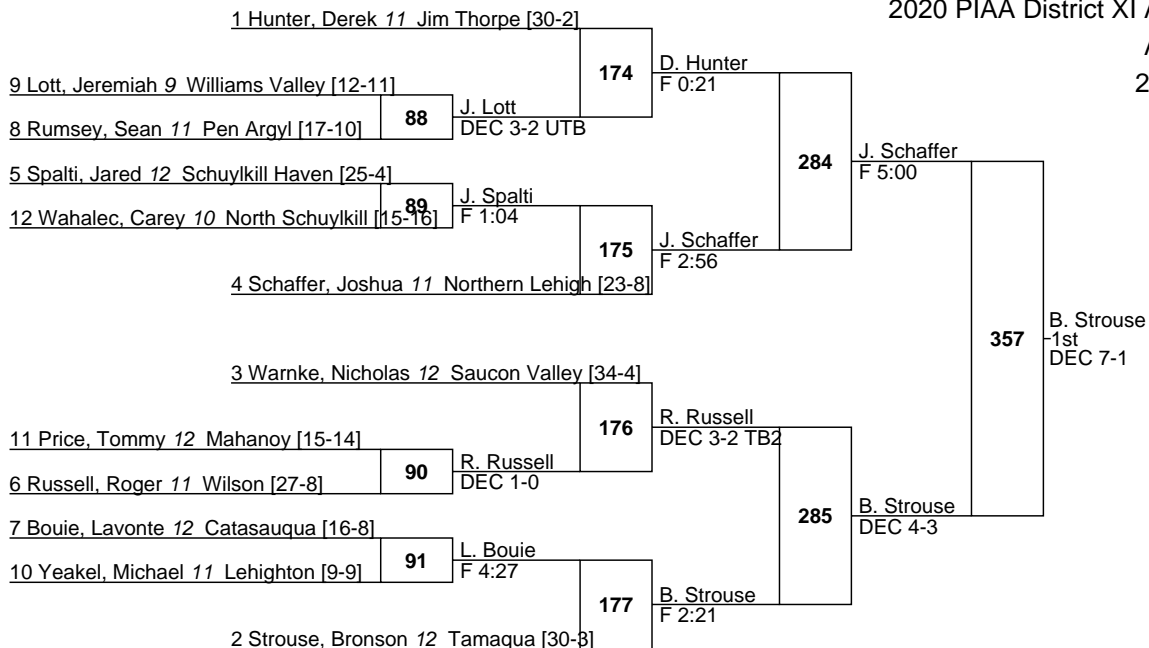 2020 PIAA District XI A
A
2
1 Hunter, Derek 11 Jim Thorpe [30-2]
174
D. Hunter
F 0:21
9 Lott, Jeremiah 9 Williams Valley [12-11]
88
J. Lott
DEC 3-2 UTB
8 Rumsey, Sean 11 Pen Argyl [17-10]
284
J. Schaffer
F 5:00
5 Spalti, Jared 12 Schuylkill Haven [25-4]
89
J. Spalti
F 1:04
12 Wahalec, Carey 10 North Schuylkill [15-16]
175
J. Schaffer
F 2:56
4 Schaffer, Joshua 11 Northern Lehigh [23-8]
357
B. Strouse
1st
DEC 7-1
3 Warnke, Nicholas 12 Saucon Valley [34-4]
176
R. Russell
DEC 3-2 TB2
11 Price, Tommy 12 Mahanoy [15-14]
90
R. Russell
DEC 1-0
6 Russell, Roger 11 Wilson [27-8]
285
B. Strouse
DEC 4-3
7 Bouie, Lavonte 12 Catasauqua [16-8]
91
L. Bouie
F 4:27
10 Yeakel, Michael 11 Lehighton [9-9]
177
B. Strouse
F 2:21
2 Strouse, Bronson 12 Tamaqua [30-3]